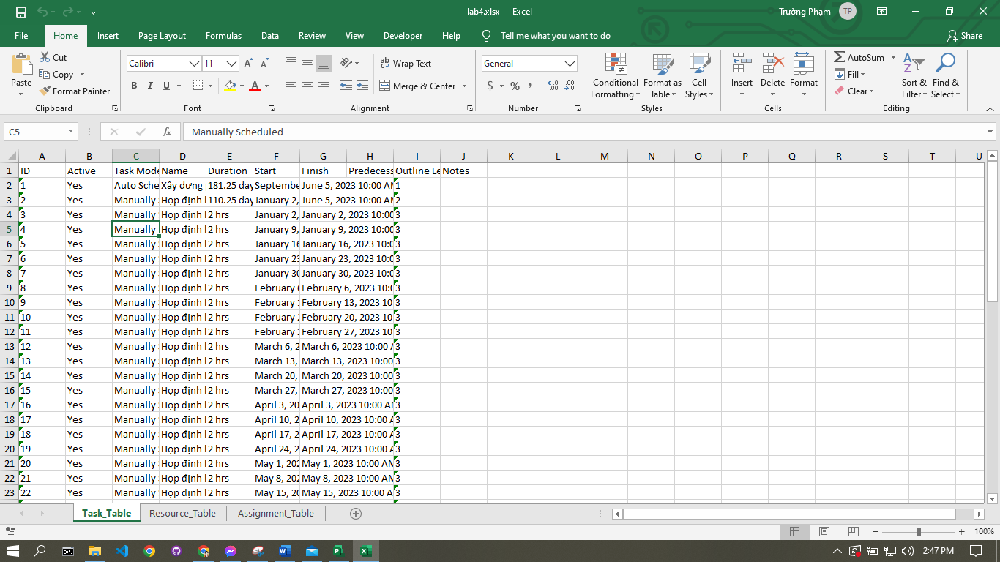 lab4.xlsx - Excel
Trường Phạm TP
File Home Insert Page Layout Formulas Data Review View Developer Help Tell me what you want to do Share
Paste
Cut
Copy
Format Painter
Clipboard
Calibri 11
B I U
Font
Wrap Text
Merge & Center
Alignment
General
$ % ,
Number
Conditional Formatting
Format as Table
Cell Styles
Styles
Insert
Delete
Format
Cells
AutoSum
Fill
Clear
Sort & Filter
Find & Select
Editing
C5 fx Manually Scheduled
A B C D E F G H I J K L M N O P Q R S T U
1 ID Active Task Mode Name Duration Start Finish Predecess Outline Le Notes
2 1 Yes Auto Sche Xây dựng 181.25 day Septembe June 5, 2023 10:00 AM 1
3 2 Yes Manually Họp định 110.25 day January 2, June 5, 2023 10:00 AM 2
4 3 Yes Manually Họp định 2 hrs January 2, January 2, 2023 10:00 3
5 4 Yes Manually Họp định 2 hrs January 9, January 9, 2023 10:00 3
6 5 Yes Manually Họp định 2 hrs January 16 January 16, 2023 10:0 3
7 6 Yes Manually Họp định 2 hrs January 23 January 23, 2023 10:0 3
8 7 Yes Manually Họp định 2 hrs January 30 January 30, 2023 10:0 3
9 8 Yes Manually Họp định 2 hrs February 6 February 6, 2023 10:0 3
10 9 Yes Manually Họp định 2 hrs February 1 February 13, 2023 10 3
11 10 Yes Manually Họp định 2 hrs February 2 February 20, 2023 10 3
12 11 Yes Manually Họp định 2 hrs February 2 February 27, 2023 10 3
13 12 Yes Manually Họp định 2 hrs March 6, 2 March 6, 2023 10:00 A 3
14 13 Yes Manually Họp định 2 hrs March 13, March 13, 2023 10:00 3
15 14 Yes Manually Họp định 2 hrs March 20, March 20, 2023 10:00 3
16 15 Yes Manually Họp định 2 hrs March 27, March 27, 2023 10:00 3
17 16 Yes Manually Họp định 2 hrs April 3, 20 April 3, 2023 10:00 AM 3
18 17 Yes Manually Họp định 2 hrs April 10, 2 April 10, 2023 10:00 A 3
19 18 Yes Manually Họp định 2 hrs April 17, 2 April 17, 2023 10:00 A 3
20 19 Yes Manually Họp định 2 hrs April 24, 2 April 24, 2023 10:00 A 3
21 20 Yes Manually Họp định 2 hrs May 1, 202 May 1, 2023 10:00 AM 3
22 21 Yes Manually Họp định 2 hrs May 8, 202 May 8, 2023 10:00 AM 3
23 22 Yes Manually Họp định 2 hrs May 15, 20 May 15, 2023 10:00 A 3
Task_Table Resource_Table Assignment_Table
100%
2:47 PM